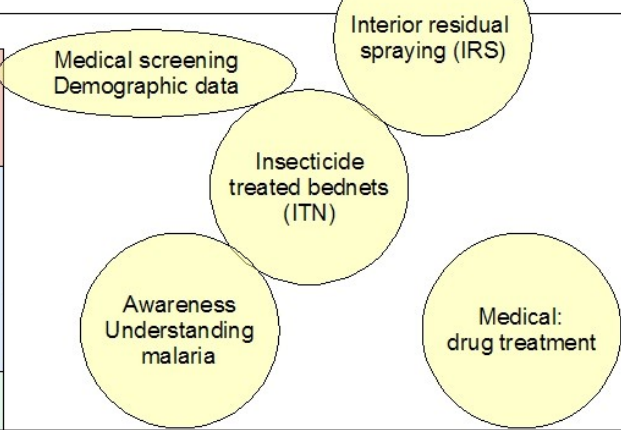 Interior residual
spraying (IRS)
Medical screening
Demographic data
Insecticide
treated bednets
(ITN)
Awareness
Understanding
malaria
Medical:
drug treatment